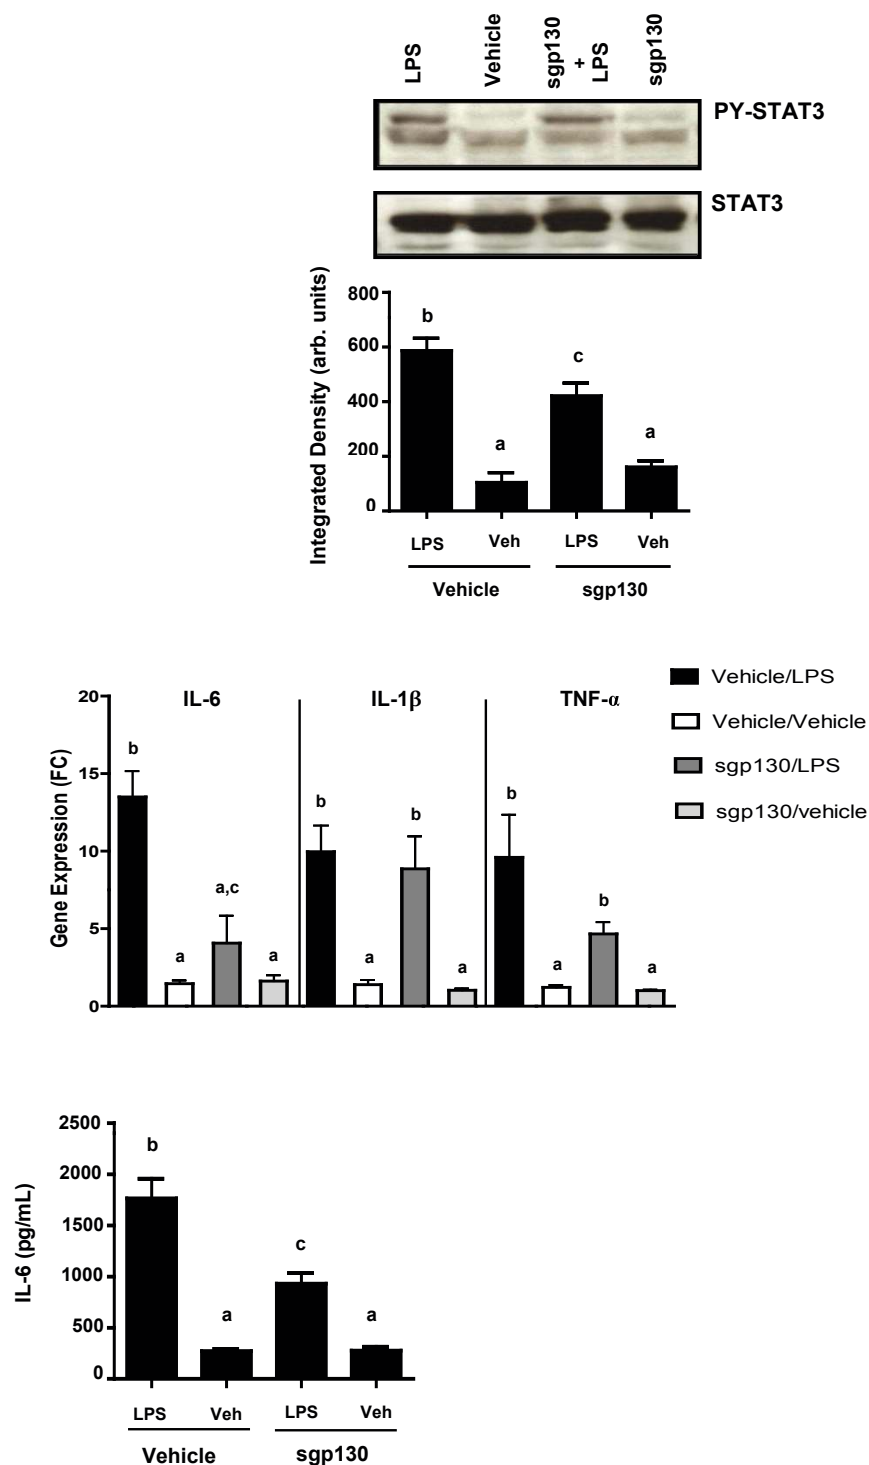 LPS
Vehicle
sgp130
+
LPS
sgp130
PY-STAT3
STAT3
Integrated Density (arb. units)
800
600
400
200
0
b
a
c
a
LPS Veh LPS Veh
Vehicle sgp130
Gene Expression (FC)
20
15
10
5
0
IL-6 IL-1β TNF-α
b
a
a,c
a
b
a
b
a
b
a
b
a
Vehicle/LPS
Vehicle/Vehicle
sgp130/LPS
sgp130/vehicle
IL-6 (pg/mL)
2500
2000
1500
1000
500
0
b
a
c
a
LPS Veh LPS Veh
Vehicle sgp130